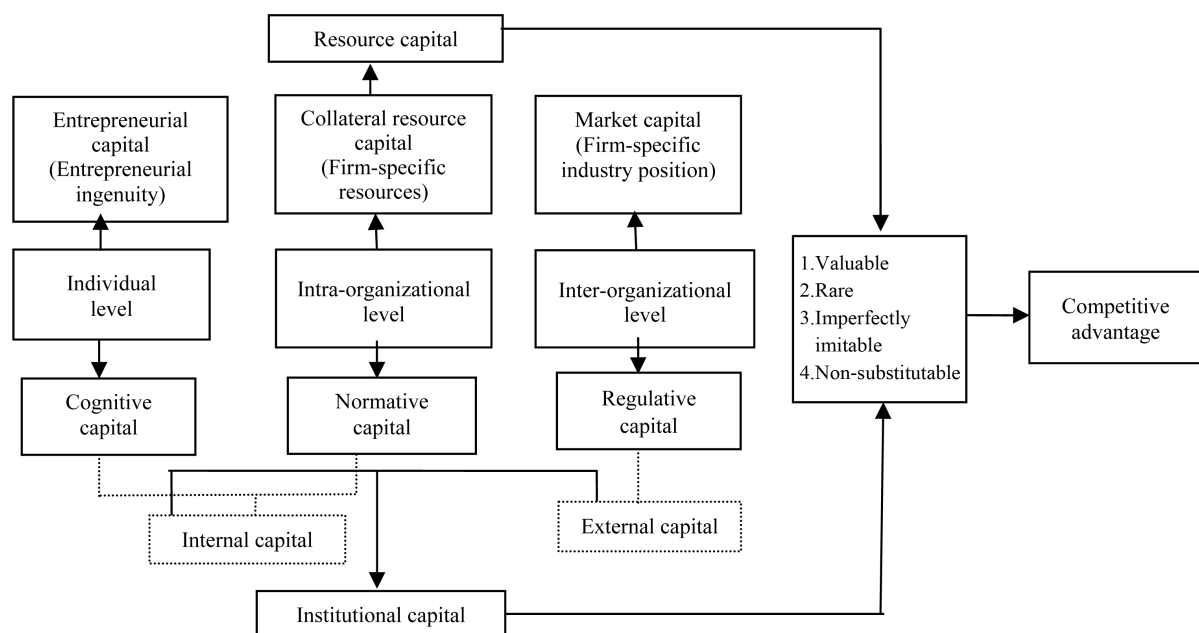 Resource capital
Entrepreneurial
capital
(Entrepreneurial
ingenuity)
Collateral resource
capital
(Firm-specific
resources)
Market capital
(Firm-specific
industry position)
Individual
level
Intra-organizational
level
Inter-organizational
level
1.Valuable
2.Rare
3.Imperfectly
imitable
4.Non-substitutable
Competitive
advantage
Cognitive
capital
Normative
capital
Regulative
capital
Internal capital
External capital
Institutional capital